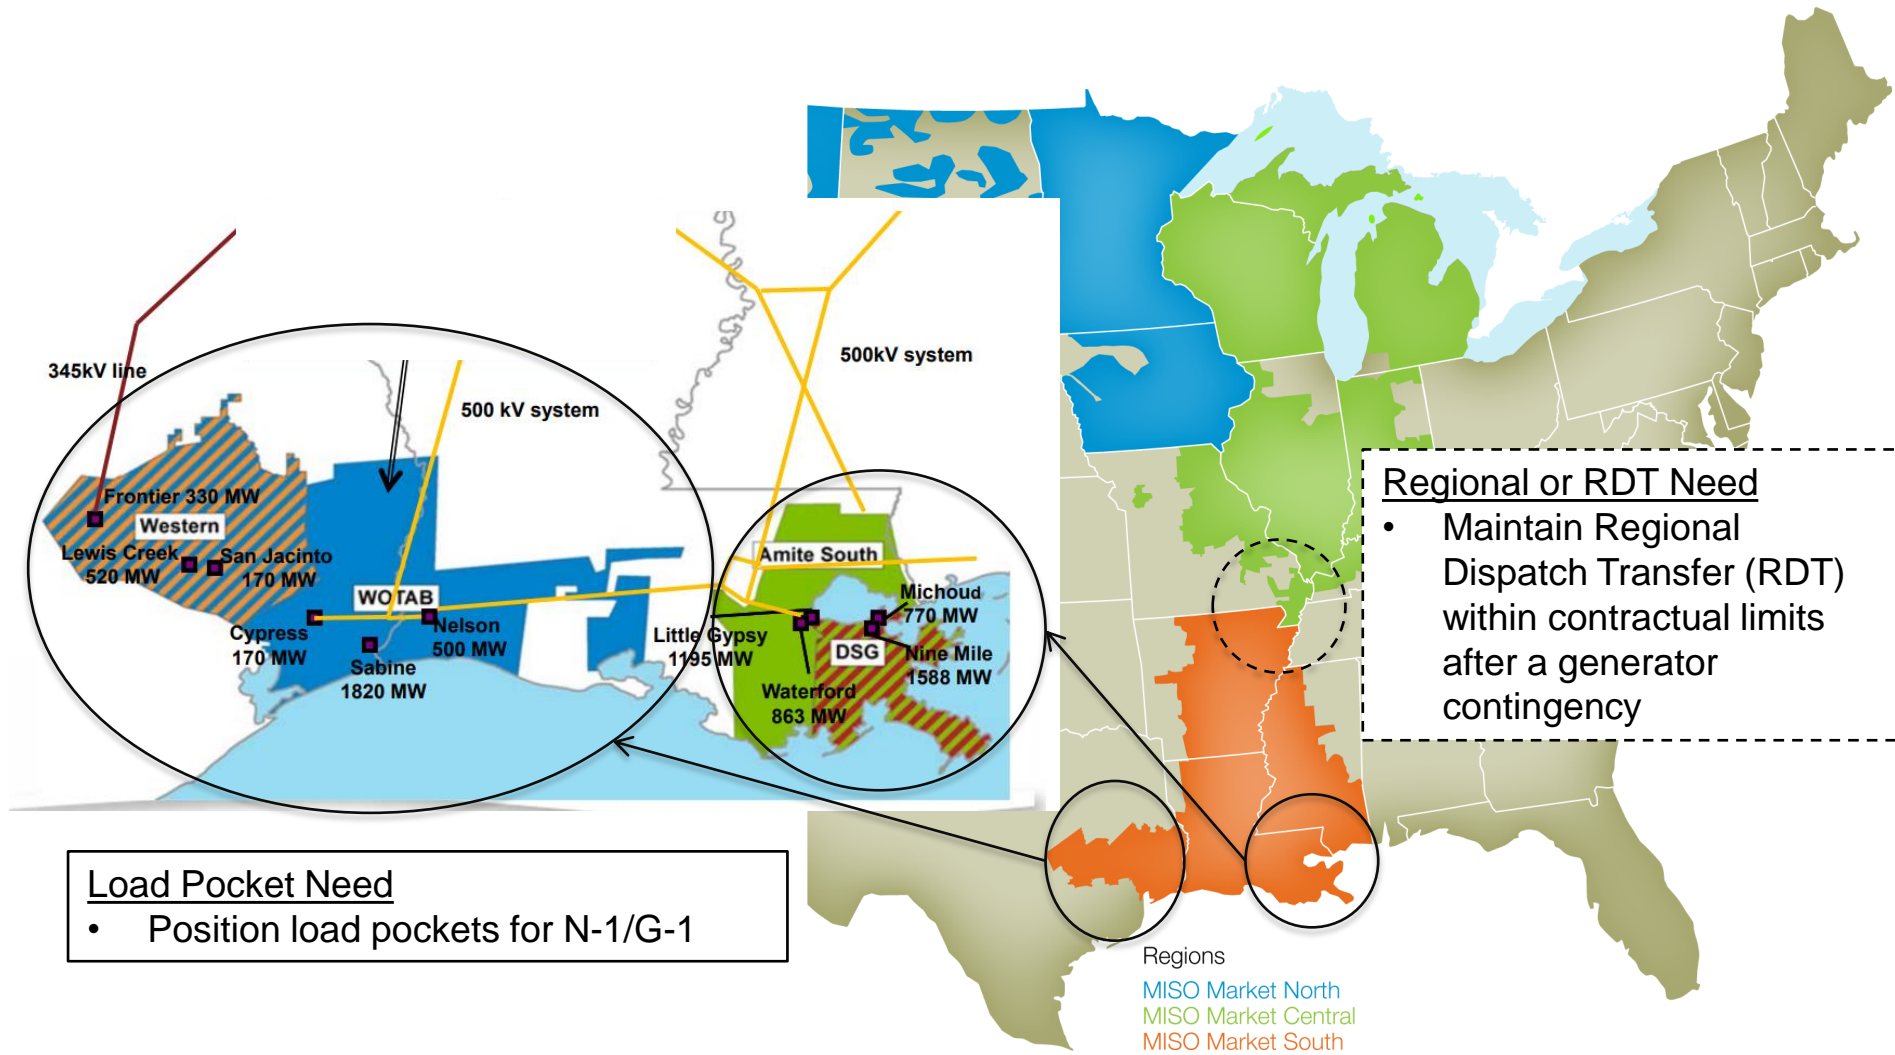 345kV line
500 kV system
500kV system
Frontier 330 MW
Western
Lewis Creek
520 MW
San Jacinto
170 MW
WOTAB
Cypress
170 MW
Nelson
500 MW
Sabine
1820 MW
Amite South
Michoud
770 MW
Little Gypsy
1195 MW
DSG
Nine Mile
1588 MW
Waterford
863 MW
Regional or RDT Need
• Maintain Regional
Dispatch Transfer (RDT)
within contractual limits
after a generator
contingency
Load Pocket Need
• Position load pockets for N-1/G-1
Regions
MISO Market North
MISO Market Central
MISO Market South